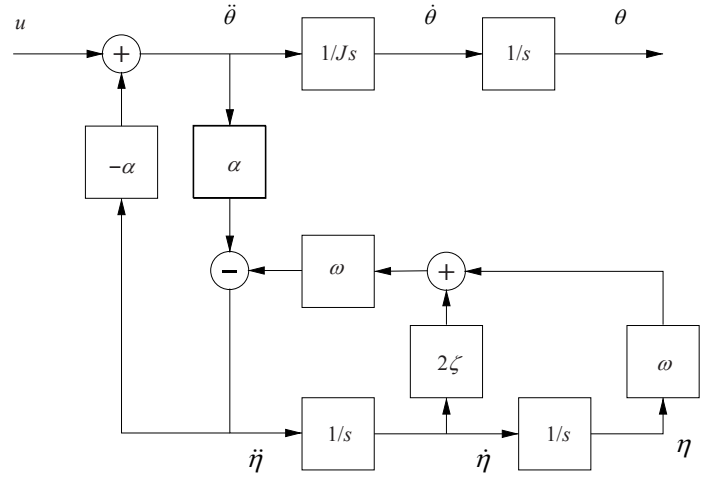 u θ̈ θ̇ θ
+ 1/Js 1/s
−α α
− ω +
2ζ ω
1/s 1/s
η̈ η̇ η